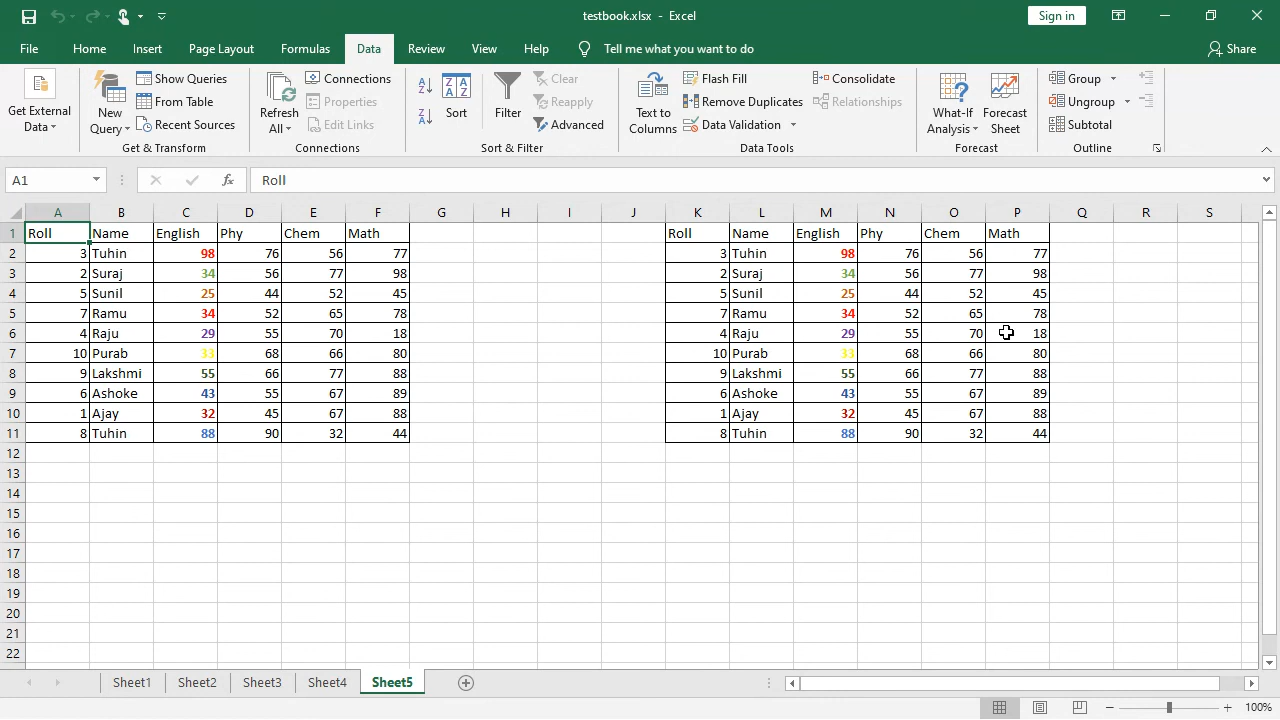 testbook.xlsx - Excel
Sign in
File Home Insert Page Layout Formulas Data Review View Help Tell me what you want to do Share
Get External Data
New Query
Show Queries
From Table
Recent Sources
Get & Transform
Refresh All
Connections
Properties
Edit Links
Connections
Sort
Filter
Clear
Reapply
Advanced
Sort & Filter
Text to Columns
Flash Fill
Remove Duplicates
Data Validation
Consolidate
Relationships
Data Tools
What-If Analysis
Forecast Sheet
Forecast
Group
Ungroup
Subtotal
Outline
A1 fx Roll
A B C D E F G H I J K L M N O P Q R S
1 Roll Name English Phy Chem Math Roll Name English Phy Chem Math
2 3 Tuhin 98 76 56 77 3 Tuhin 98 76 56 77
3 2 Suraj 34 56 77 98 2 Suraj 34 56 77 98
4 5 Sunil 25 44 52 45 5 Sunil 25 44 52 45
5 7 Ramu 34 52 65 78 7 Ramu 34 52 65 78
6 4 Raju 29 55 70 18 4 Raju 29 55 70 18
7 10 Purab 33 68 66 80 10 Purab 33 68 66 80
8 9 Lakshmi 55 66 77 88 9 Lakshmi 55 66 77 88
9 6 Ashoke 43 55 67 89 6 Ashoke 43 55 67 89
10 1 Ajay 32 45 67 88 1 Ajay 32 45 67 88
11 8 Tuhin 88 90 32 44 8 Tuhin 88 90 32 44
12
13
14
15
16
17
18
19
20
21
22
Sheet1 Sheet2 Sheet3 Sheet4 Sheet5
100%